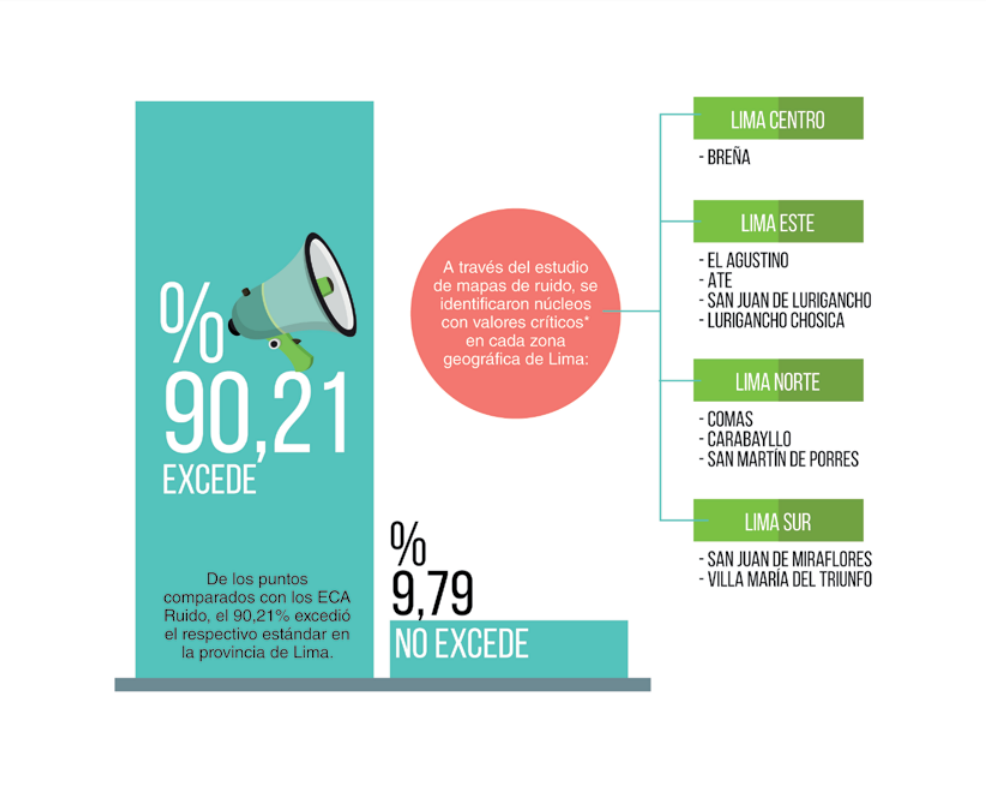 %
90,21
EXCEDE
De los puntos
comparados con los ECA
Ruido, el 90,21% excedió
el respectivo estándar en
la provincia de Lima.
%
9,79
NO EXCEDE
A través del estudio
de mapas de ruido, se
identificaron núcleos
con valores críticos*
en cada zona
geográfica de Lima:
LIMA CENTRO
- BREÑA
LIMA ESTE
- EL AGUSTINO
- ATE
- SAN JUAN DE LURIGANCHO
- LURIGANCHO CHOSICA
LIMA NORTE
- COMAS
- CARABAYLLO
- SAN MARTÍN DE PORRES
LIMA SUR
- SAN JUAN DE MIRAFLORES
- VILLA MARÍA DEL TRIUNFO